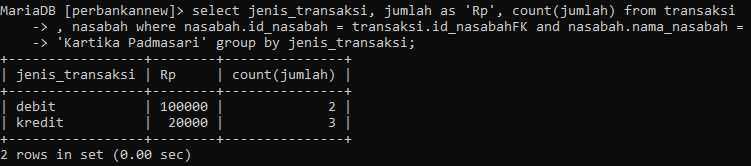 MariaDB [perbankannew]> select jenis_transaksi, jumlah as 'Rp', count(jumlah) from transaksi
    -> , nasabah where nasabah.id_nasabah = transaksi.id_nasabahFK and nasabah.nama_nasabah =
    -> 'Kartika Padmasari' group by jenis_transaksi;
+-----------------+--------+---------------+
| jenis_transaksi | Rp     | count(jumlah) |
+-----------------+--------+---------------+
| debit           | 100000 |             2 |
| kredit          |  20000 |             3 |
+-----------------+--------+---------------+
2 rows in set (0.00 sec)